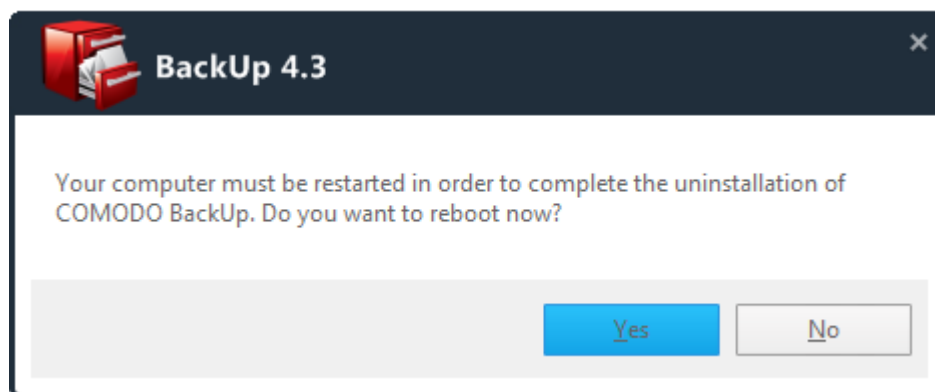 BackUp 4.3
Your computer must be restarted in order to complete the uninstallation of
COMODO BackUp. Do you want to reboot now?
Yes
No